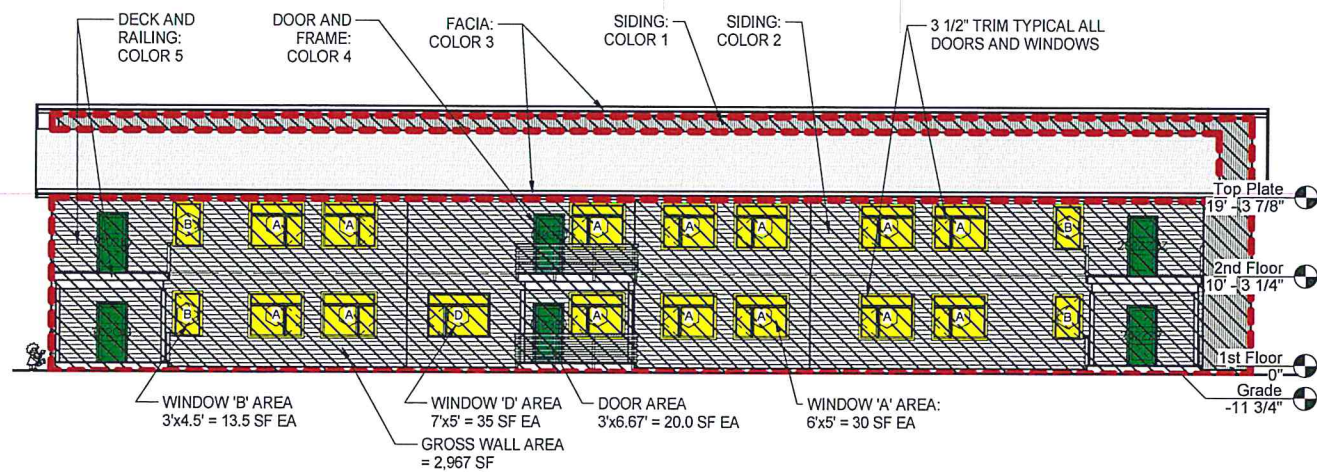 DECK AND
RAILING:
COLOR 5
DOOR AND
FRAME:
COLOR 4
FACIA:
COLOR 3
SIDING:
COLOR 1
SIDING:
COLOR 2
3 1/2" TRIM TYPICAL ALL
DOORS AND WINDOWS
Top Plate
19' - 3 7/8"
B A A A A A A A B
2nd Floor
10' - 3 1/4"
B A A D A A A A A B
1st Floor
0"
Grade
-11 3/4"
WINDOW 'B' AREA
3'x4.5' = 13.5 SF EA
WINDOW 'D' AREA
7'x5' = 35 SF EA
DOOR AREA
3'x6.67' = 20.0 SF EA
WINDOW 'A' AREA:
6'x5' = 30 SF EA
GROSS WALL AREA
= 2,967 SF